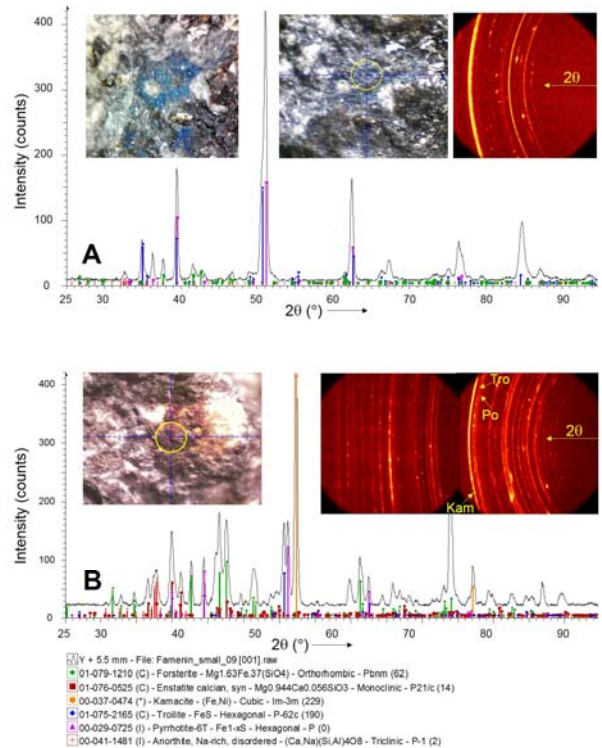 400
300
200
100
0
Intensity (counts)
2θ
A
25 30 40 50 60 70 80 90
2θ (°)
400
300
200
100
0
Intensity (counts)
Tro
Po
2θ
Kam
B
25 30 40 50 60 70 80 90
2θ (°)
Y + 5.5 mm - File: Famenin_small_09 [001].raw
01-079-1210 (C) - Forsterite - Mg1.63Fe.37(SiO4) - Orthorhombic - Pbnm (62)
01-076-0525 (C) - Enstatite calcian, syn - Mg0.944Ca0.056SiO3 - Monoclinic - P21/c (14)
00-037-0474 (*) - Kamacite - (Fe,Ni) - Cubic - Im-3m (229)
01-075-2165 (C) - Troilite - FeS - Hexagonal - P-62c (190)
00-029-0725 (I) - Pyrrhotite-6T - Fe1-xS - Hexagonal - P (0)
00-041-1481 (I) - Anorthite, Na-rich, disordered - (Ca,Na)(Si,Al)4O8 - Triclinic - P-1 (2)